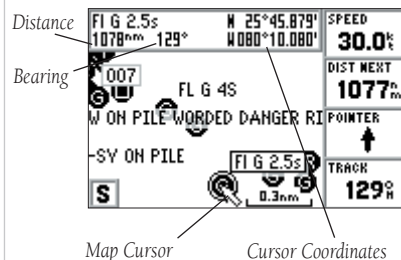 Distance
Bearing
Fl G 2.5s
N 25°45.879'
1078nm 129°
W080°10.080'
SPEED
30.0k
007
FL G 4S
DIST NEXT
1077nm
W ON PILE WORDED DANGER RI
POINTER
-SY ON PILE
Fl G 2.5s
TRACK
129°M
S
0.3nm
Map Cursor
Cursor Coordinates